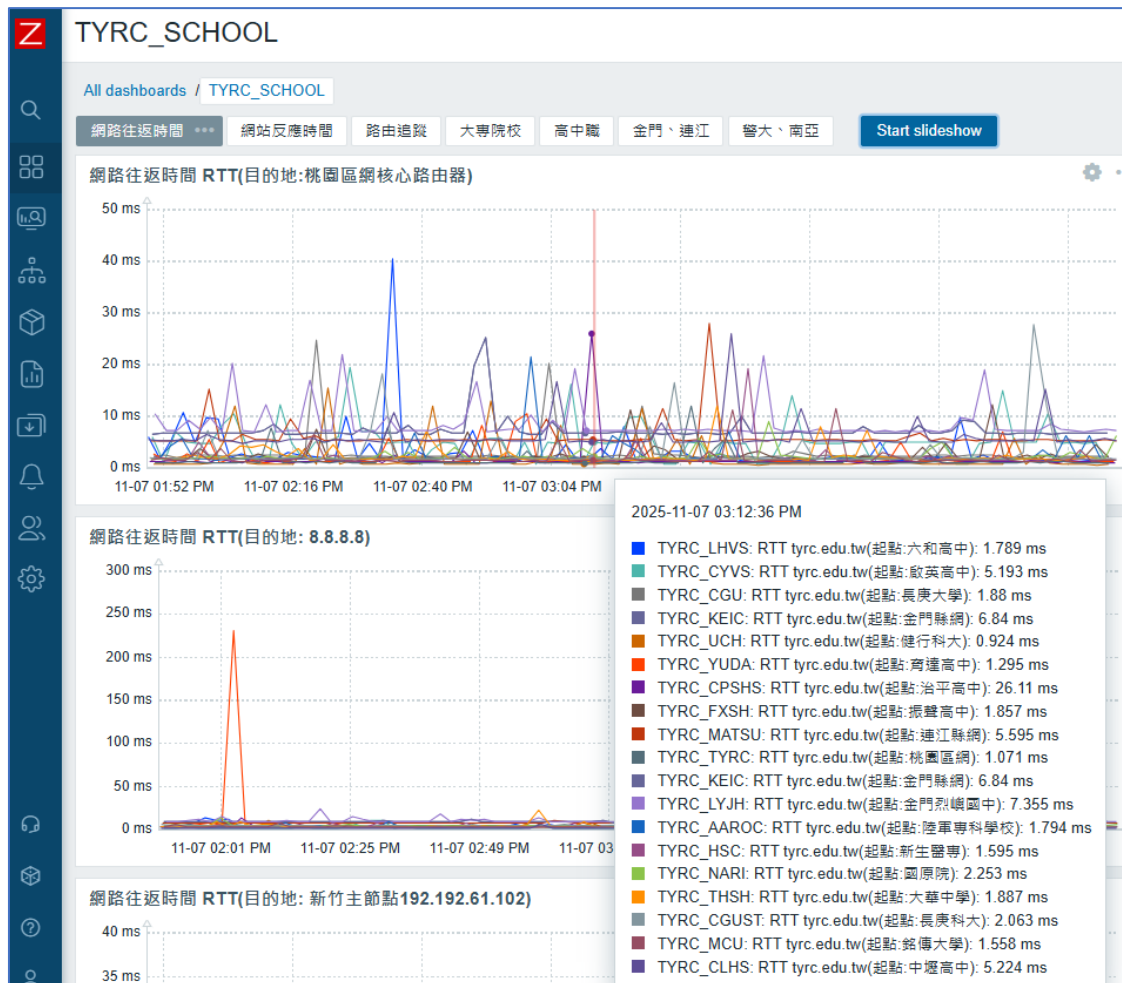 Z
TYRC_SCHOOL
All dashboards / TYRC_SCHOOL
網路往返時間 ••• 網站反應時間 路由追蹤 大專院校 高中職 金門、連江 警大、南亞 Start slideshow
網路往返時間 RTT(目的地:桃園區網核心路由器)
50 ms
40 ms
30 ms
20 ms
10 ms
0 ms
11-07 01:52 PM 11-07 02:16 PM 11-07 02:40 PM 11-07 03:04 PM
網路往返時間 RTT(目的地: 8.8.8.8)
300 ms
250 ms
200 ms
150 ms
100 ms
50 ms
0 ms
11-07 02:01 PM 11-07 02:25 PM 11-07 02:49 PM 11-07 03
網路往返時間 RTT(目的地: 新竹主節點192.192.61.102)
40 ms
35 ms
2025-11-07 03:12:36 PM
TYRC_LHVS: RTT tyrc.edu.tw(起點:六和高中): 1.789 ms
TYRC_CYVS: RTT tyrc.edu.tw(起點:啟英高中): 5.193 ms
TYRC_CGU: RTT tyrc.edu.tw(起點:長庚大學): 1.88 ms
TYRC_KEIC: RTT tyrc.edu.tw(起點:金門縣網): 6.84 ms
TYRC_UCH: RTT tyrc.edu.tw(起點:健行科大): 0.924 ms
TYRC_YUDA: RTT tyrc.edu.tw(起點:育達高中): 1.295 ms
TYRC_CPSHS: RTT tyrc.edu.tw(起點:治平高中): 26.11 ms
TYRC_FXSH: RTT tyrc.edu.tw(起點:振聲高中): 1.857 ms
TYRC_MATSU: RTT tyrc.edu.tw(起點:連江縣網): 5.595 ms
TYRC_TYRC: RTT tyrc.edu.tw(起點:桃園區網): 1.071 ms
TYRC_KEIC: RTT tyrc.edu.tw(起點:金門縣網): 6.84 ms
TYRC_LYJH: RTT tyrc.edu.tw(起點:金門烈嶼國中): 7.355 ms
TYRC_AAROC: RTT tyrc.edu.tw(起點:陸軍專科學校): 1.794 ms
TYRC_HSC: RTT tyrc.edu.tw(起點:新生醫專): 1.595 ms
TYRC_NARI: RTT tyrc.edu.tw(起點:國原院): 2.253 ms
TYRC_THSH: RTT tyrc.edu.tw(起點:大華中學): 1.887 ms
TYRC_CGUST: RTT tyrc.edu.tw(起點:長庚科大): 2.063 ms
TYRC_MCU: RTT tyrc.edu.tw(起點:銘傳大學): 1.558 ms
TYRC_CLHS: RTT tyrc.edu.tw(起點:中壢高中): 5.224 ms